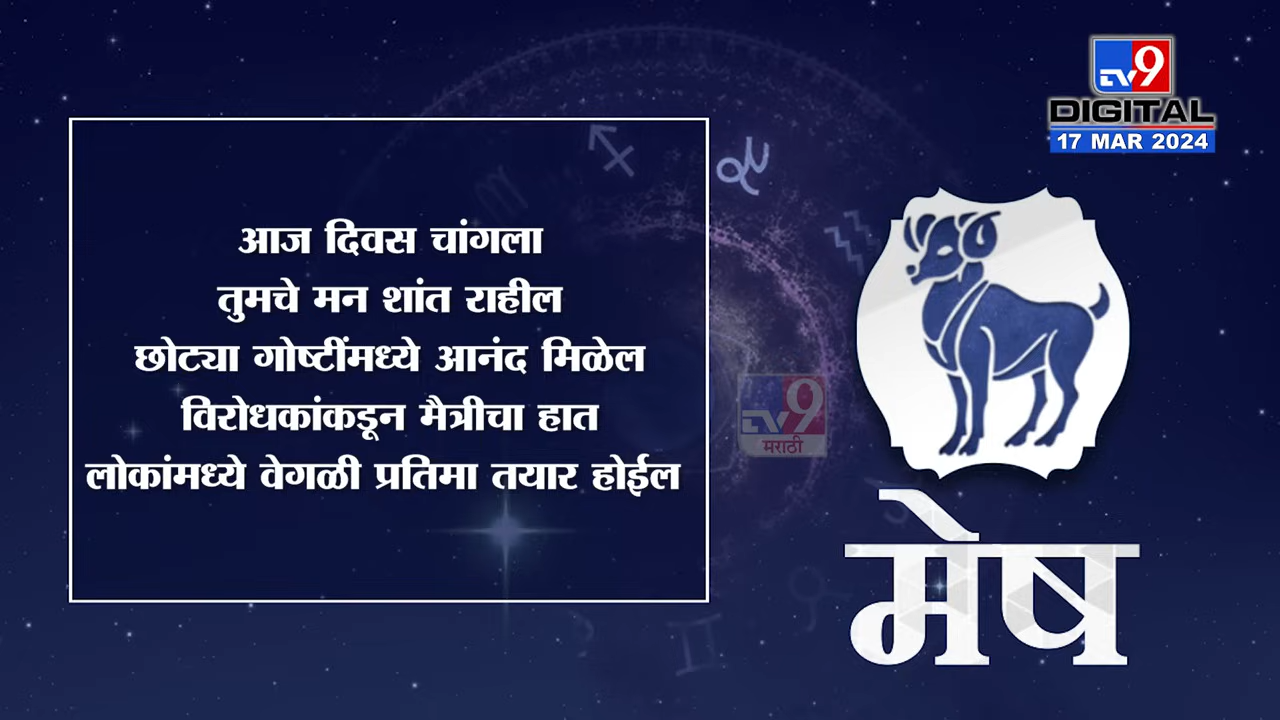 TV9
DIGITAL
17 MAR 2024
आज दिवस चांगला
तुमचे मन शांत राहील
छोट्या गोष्टींमध्ये आनंद मिळेल
विरोधकांकडून मैत्रीचा हात
लोकांमध्ये वेगळी प्रतिमा तयार होईल
TV9
मराठी
मेष